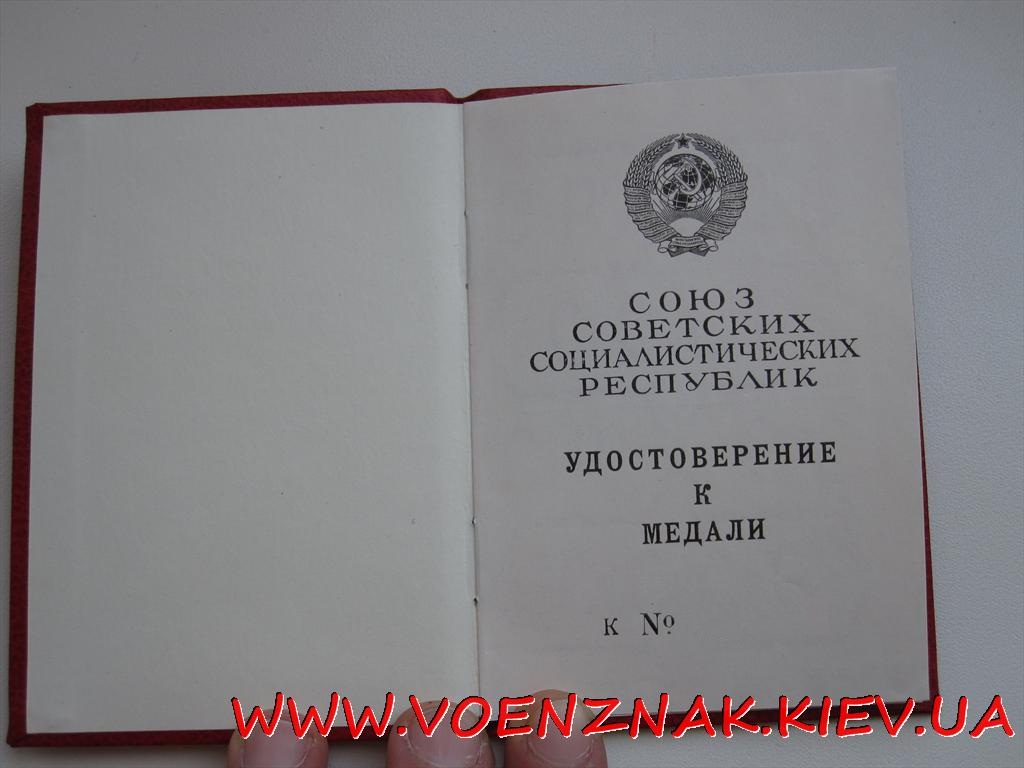 СОЮЗ
СОВЕТСКИХ
СОЦИАЛИСТИЧЕСКИХ
РЕСПУБЛИК
УДОСТОВЕРЕНИЕ
К
МЕДАЛИ
К №
WWW.VOENZNAK.KIEV.UA